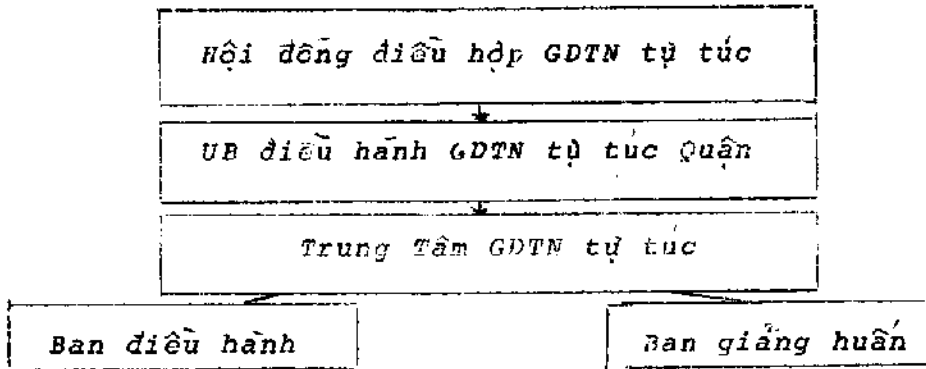 Hội đồng điều hợp GDTN tự túc
UB điều hành GDTN tự túc Quận
Trung Tâm GDTN tự túc
Ban điều hành
Ban giảng huấn